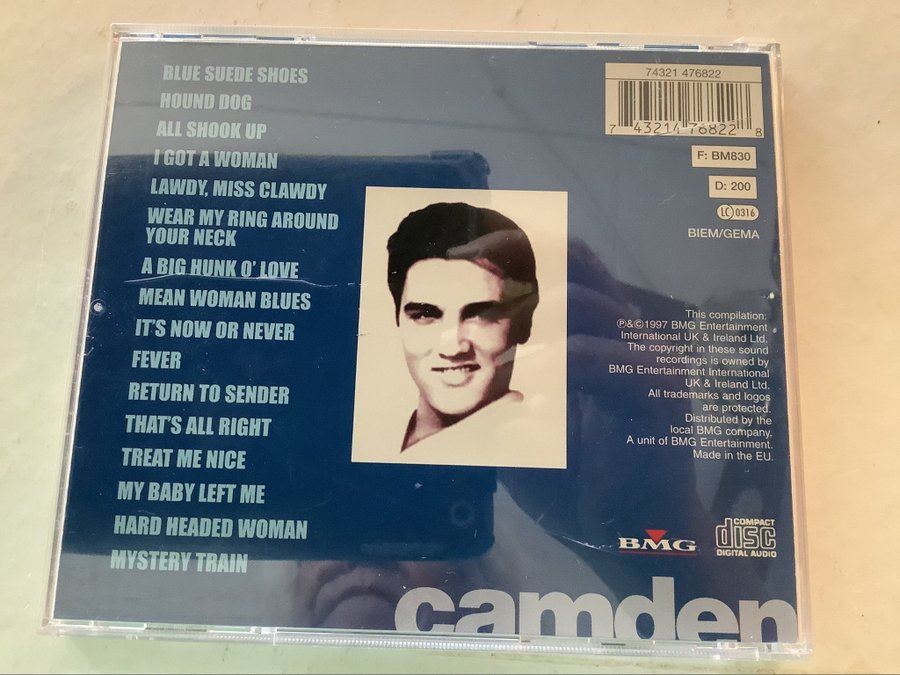 BLUE SUEDE SHOES
HOUND DOG
ALL SHOOK UP
I GOT A WOMAN
LAWDY, MISS CLAWDY
WEAR MY RING AROUND
YOUR NECK
A BIG HUNK O' LOVE
MEAN WOMAN BLUES
IT'S NOW OR NEVER
FEVER
RETURN TO SENDER
THAT'S ALL RIGHT
TREAT ME NICE
MY BABY LEFT ME
HARD HEADED WOMAN
MYSTERY TRAIN
74321 476822
7 43214 76822 8
F: BM830
D: 200
LC 0316
BIEM/GEMA
This compilation:
℗&©1997 BMG Entertainment
International UK & Ireland Ltd.
The copyright in these sound
recordings is owned by
BMG Entertainment International
UK & Ireland Ltd.
All trademarks and logos
are protected.
Distributed by the
local BMG company.
A unit of BMG Entertainment.
Made in the EU.
BMG
COMPACT
disc
DIGITAL AUDIO
camden